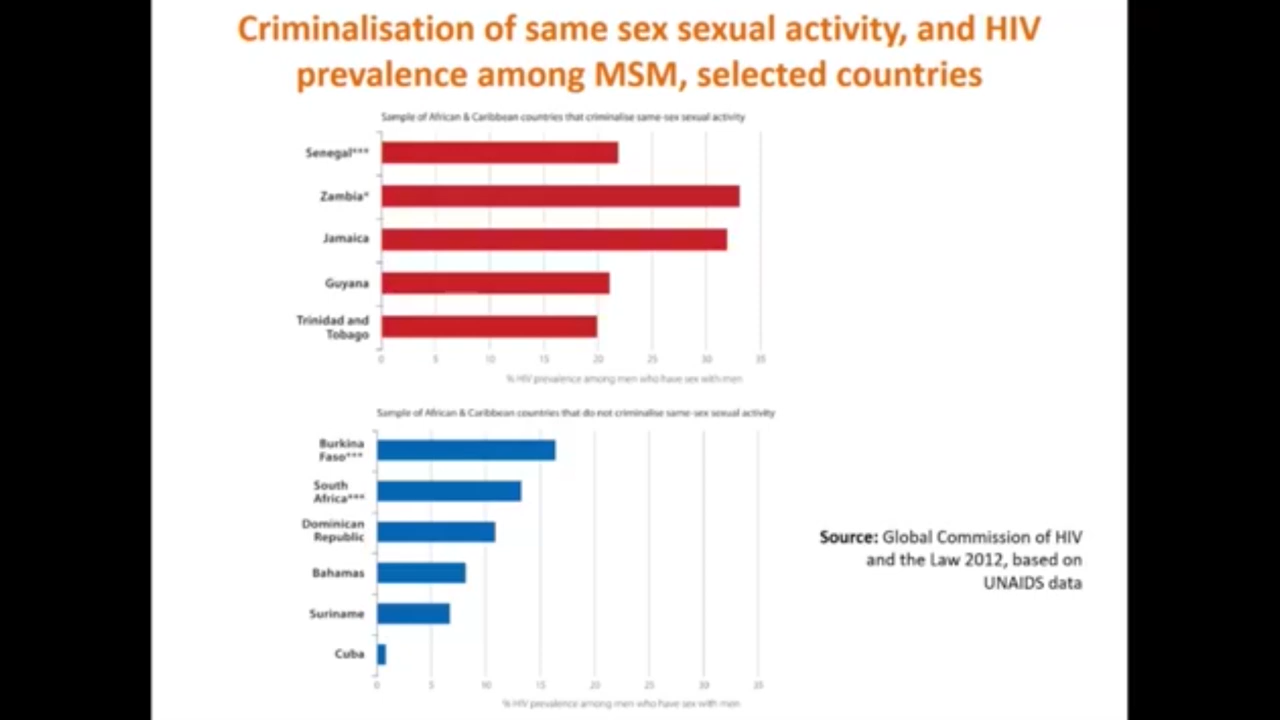 Criminalisation of same sex sexual activity, and HIV
prevalence among MSM, selected countries
Sample of African & Caribbean countries that criminalise same-sex sexual activity
Senegal***
Zambia*
Jamaica
Guyana
Trinidad and
Tobago
0 5 10 15 20 25 30 35
% HIV prevalence among men who have sex with men
Sample of African & Caribbean countries that do not criminalise same-sex sexual activity
Burkina
Faso***
South
Africa***
Dominican
Republic
Bahamas
Suriname
Cuba
0 5 10 15 20 25 30 35
% HIV prevalence among men who have sex with men
Source: Global Commission of HIV
and the Law 2012, based on
UNAIDS data